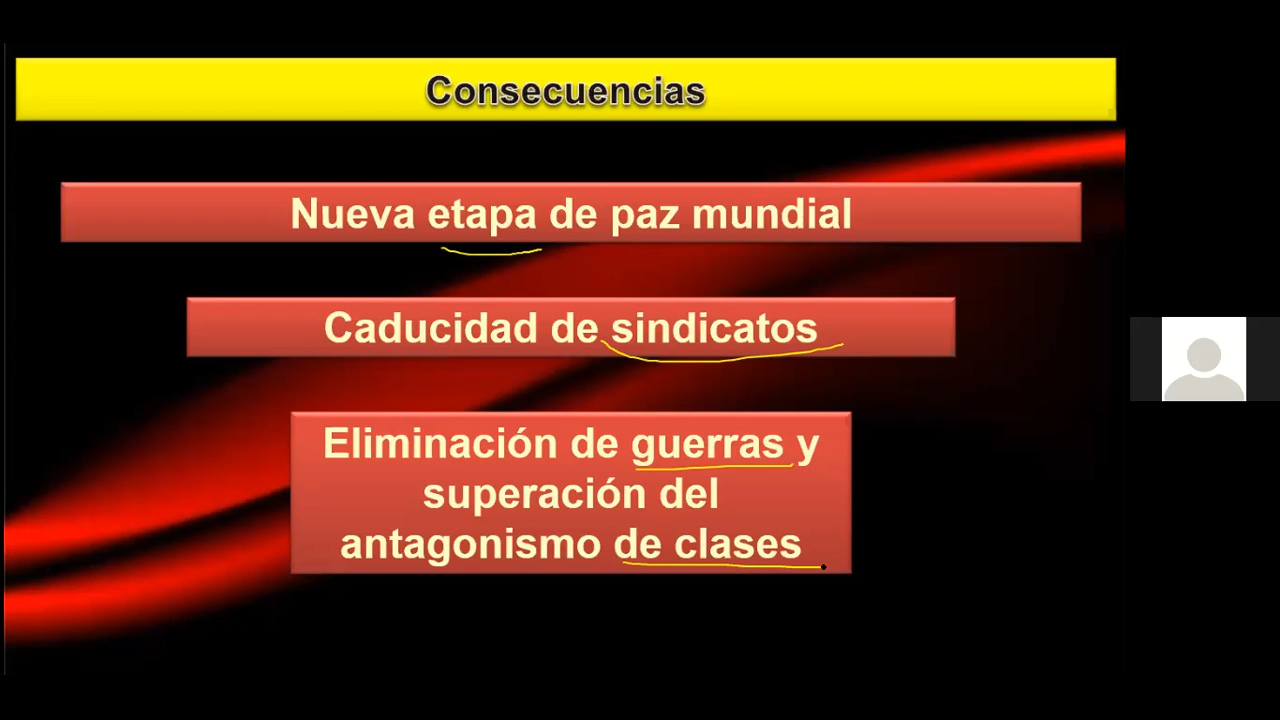 Consecuencias
Nueva etapa de paz mundial
Caducidad de sindicatos
Eliminación de guerras y
superación del
antagonismo de clases